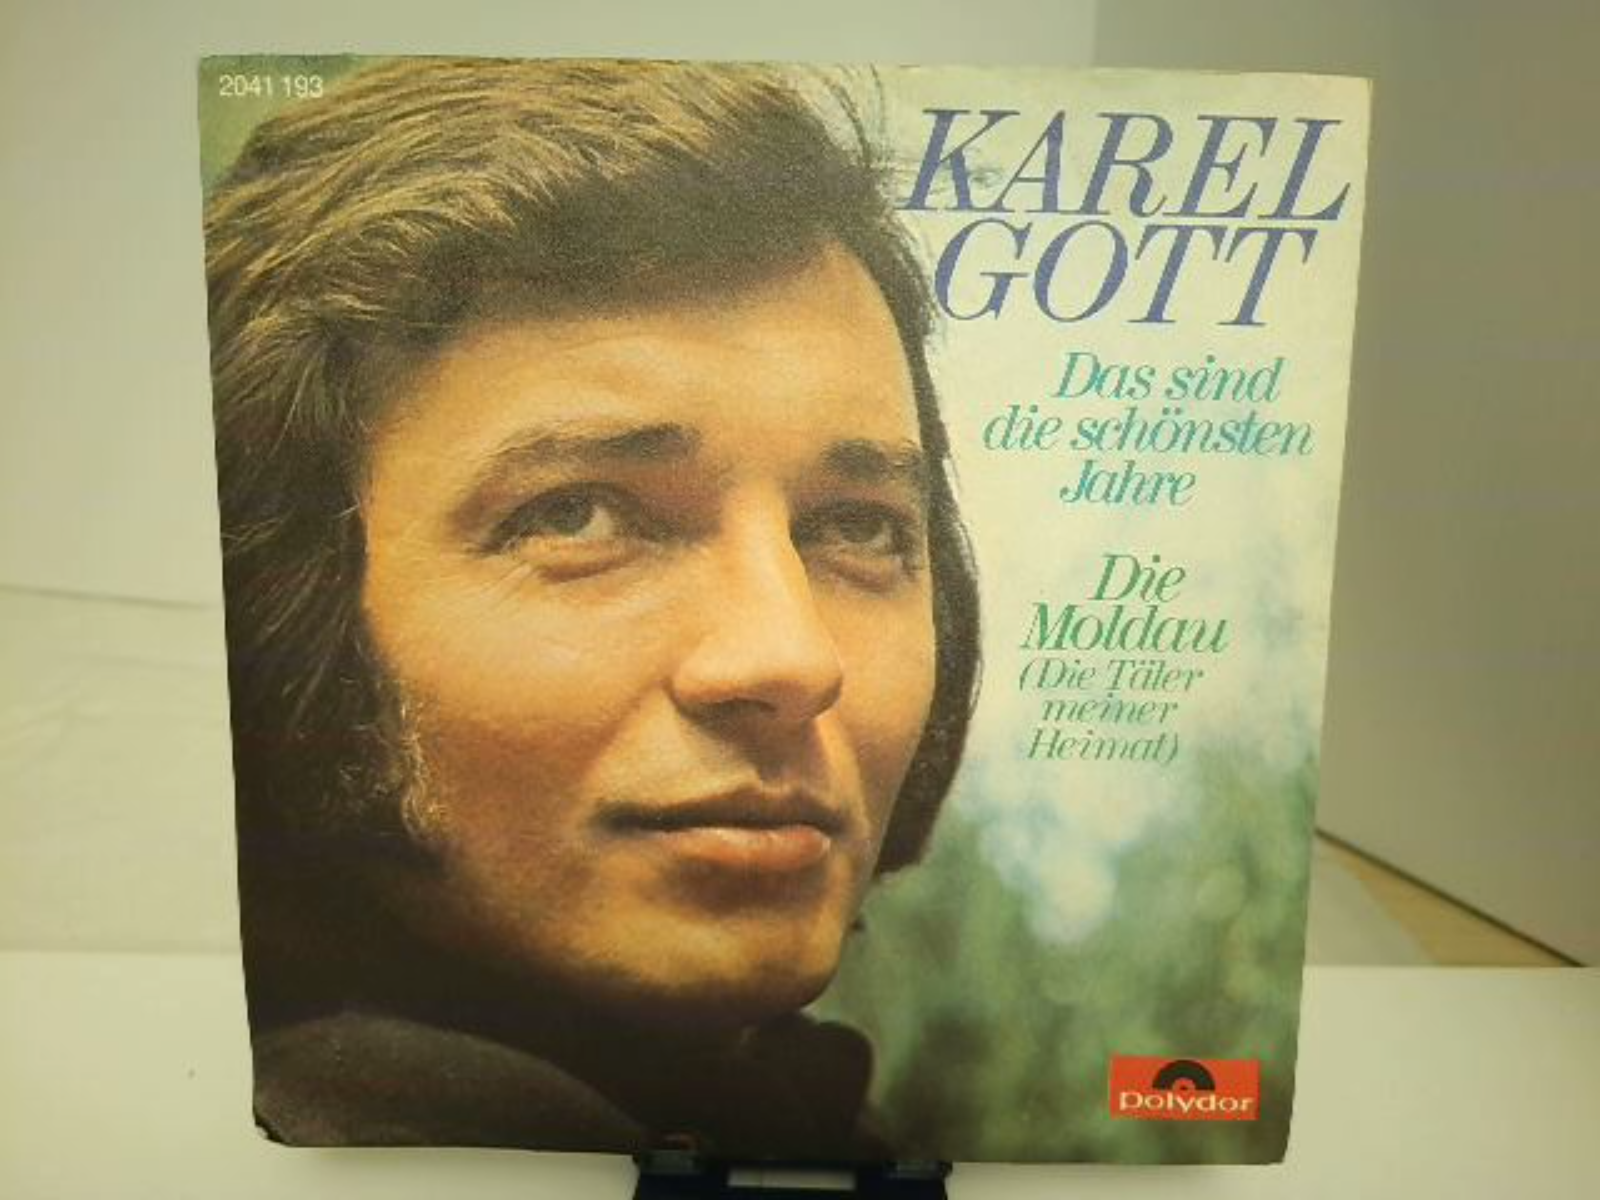 2041 193
KAREL
GOTT
Das sind
die schönsten
Jahre
Die
Moldau
(Die Täler
meiner
Heimat)
polydor